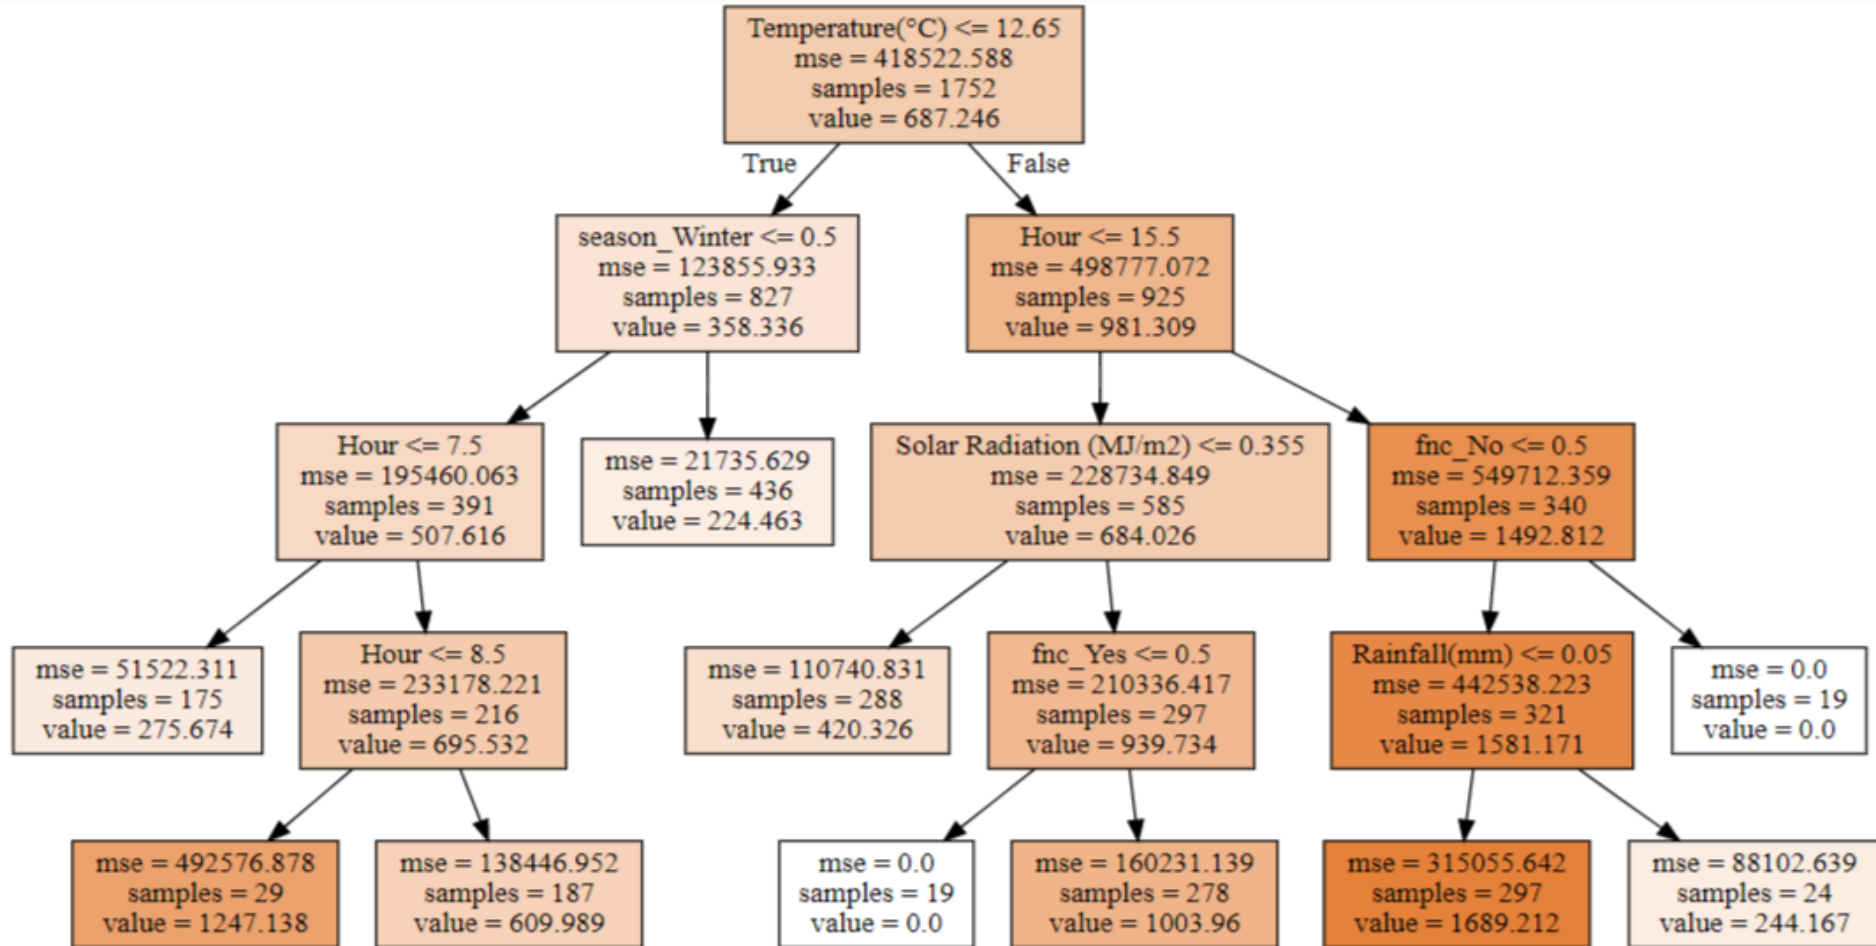 Temperature(°C) <= 12.65
mse = 418522.588
samples = 1752
value = 687.246
True
False
season_Winter <= 0.5
mse = 123855.933
samples = 827
value = 358.336
Hour <= 15.5
mse = 498777.072
samples = 925
value = 981.309
Hour <= 7.5
mse = 195460.063
samples = 391
value = 507.616
mse = 21735.629
samples = 436
value = 224.463
Solar Radiation (MJ/m2) <= 0.355
mse = 228734.849
samples = 585
value = 684.026
fnc_No <= 0.5
mse = 549712.359
samples = 340
value = 1492.812
mse = 51522.311
samples = 175
value = 275.674
Hour <= 8.5
mse = 233178.221
samples = 216
value = 695.532
mse = 110740.831
samples = 288
value = 420.326
fnc_Yes <= 0.5
mse = 210336.417
samples = 297
value = 939.734
Rainfall(mm) <= 0.05
mse = 442538.223
samples = 321
value = 1581.171
mse = 0.0
samples = 19
value = 0.0
mse = 492576.878
samples = 29
value = 1247.138
mse = 138446.952
samples = 187
value = 609.989
mse = 0.0
samples = 19
value = 0.0
mse = 160231.139
samples = 278
value = 1003.96
mse = 315055.642
samples = 297
value = 1689.212
mse = 88102.639
samples = 24
value = 244.167